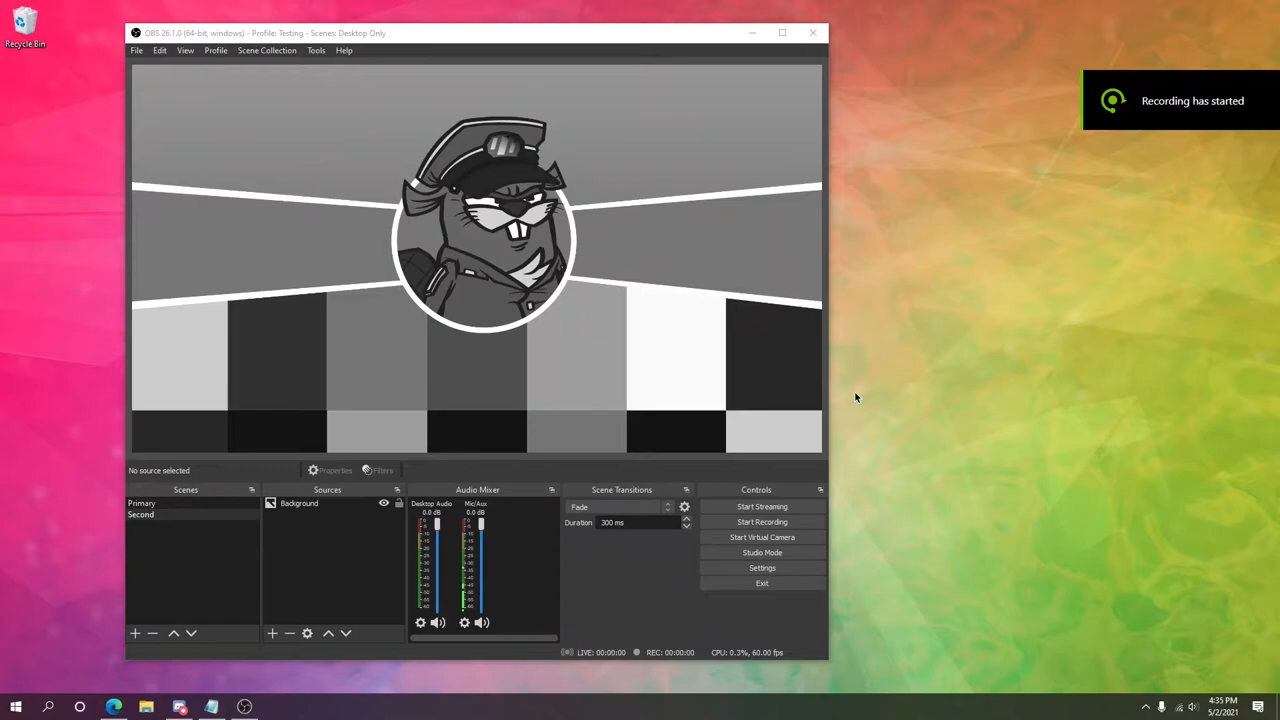 Recycle Bin
OBS 26.1.0 (64-bit, windows) - Profile: Testing - Scenes: Desktop Only
File Edit View Profile Scene Collection Tools Help
Recording has started
No source selected Properties Filters
Scenes
Primary
Second
Sources
Background
Audio Mixer
Desktop Audio Mic/Aux
0.0 dB 0.0 dB
Scene Transitions
Fade
Duration 300 ms
Controls
Start Streaming
Start Recording
Start Virtual Camera
Studio Mode
Settings
Exit
LIVE: 00:00:00 REC: 00:00:00 CPU: 0.3%, 60.00 fps
4:35 PM
5/2/2021